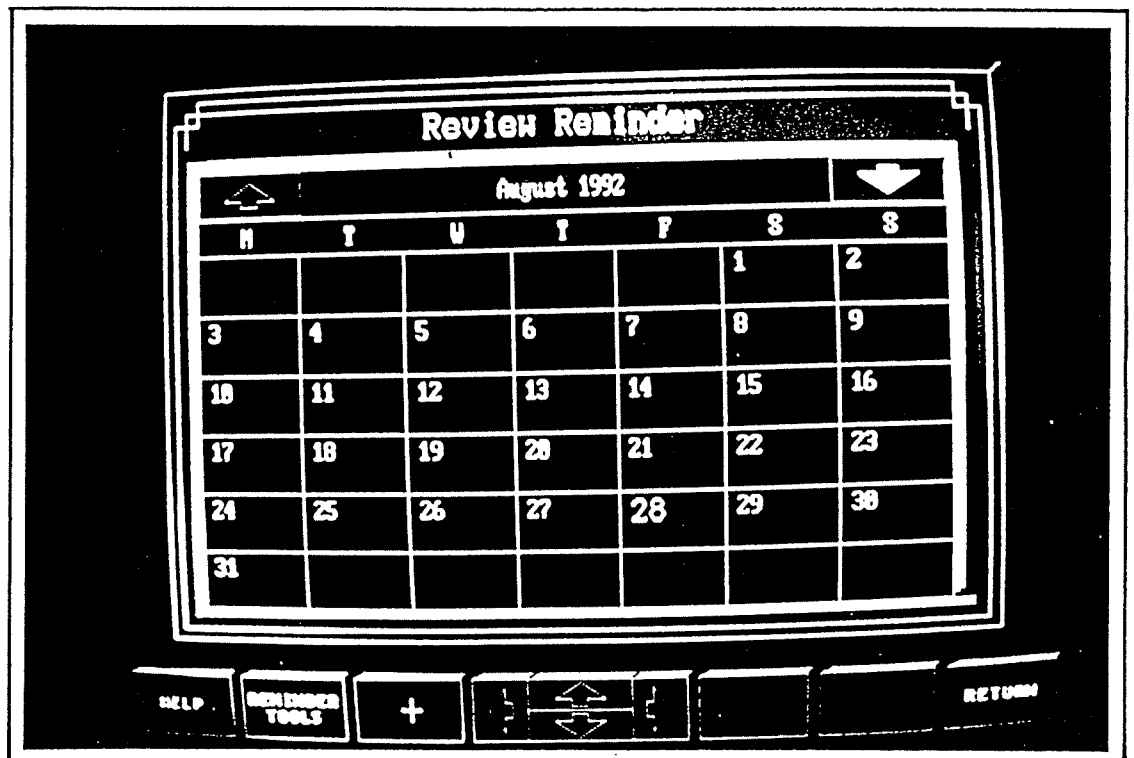 Review Reminder
August 1992
M T W T F S S
1 2
3 4 5 6 7 8 9
10 11 12 13 14 15 16
17 18 19 20 21 22 23
24 25 26 27 28 29 30
31
HELP REMINDER TOOLS + RETURN